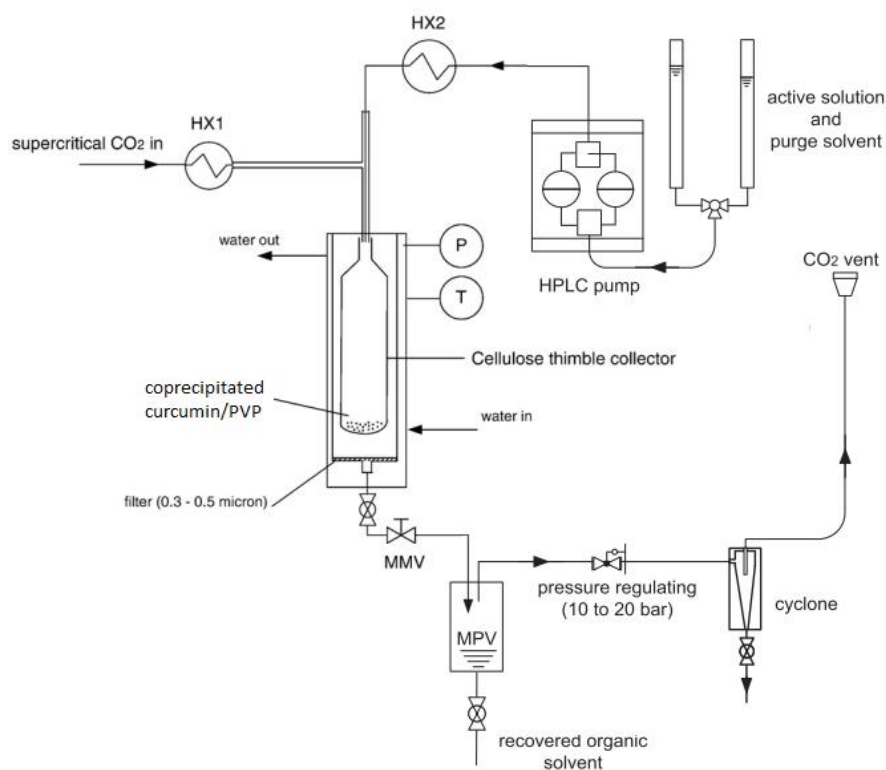 HX2
active solution
and
purge solvent
HX1
supercritical CO2 in
water out
P
T
HPLC pump
CO2 vent
Cellulose thimble collector
coprecipitated
curcumin/PVP
water in
filter (0.3 - 0.5 micron)
MMV
pressure regulating
(10 to 20 bar)
cyclone
MPV
recovered organic
solvent